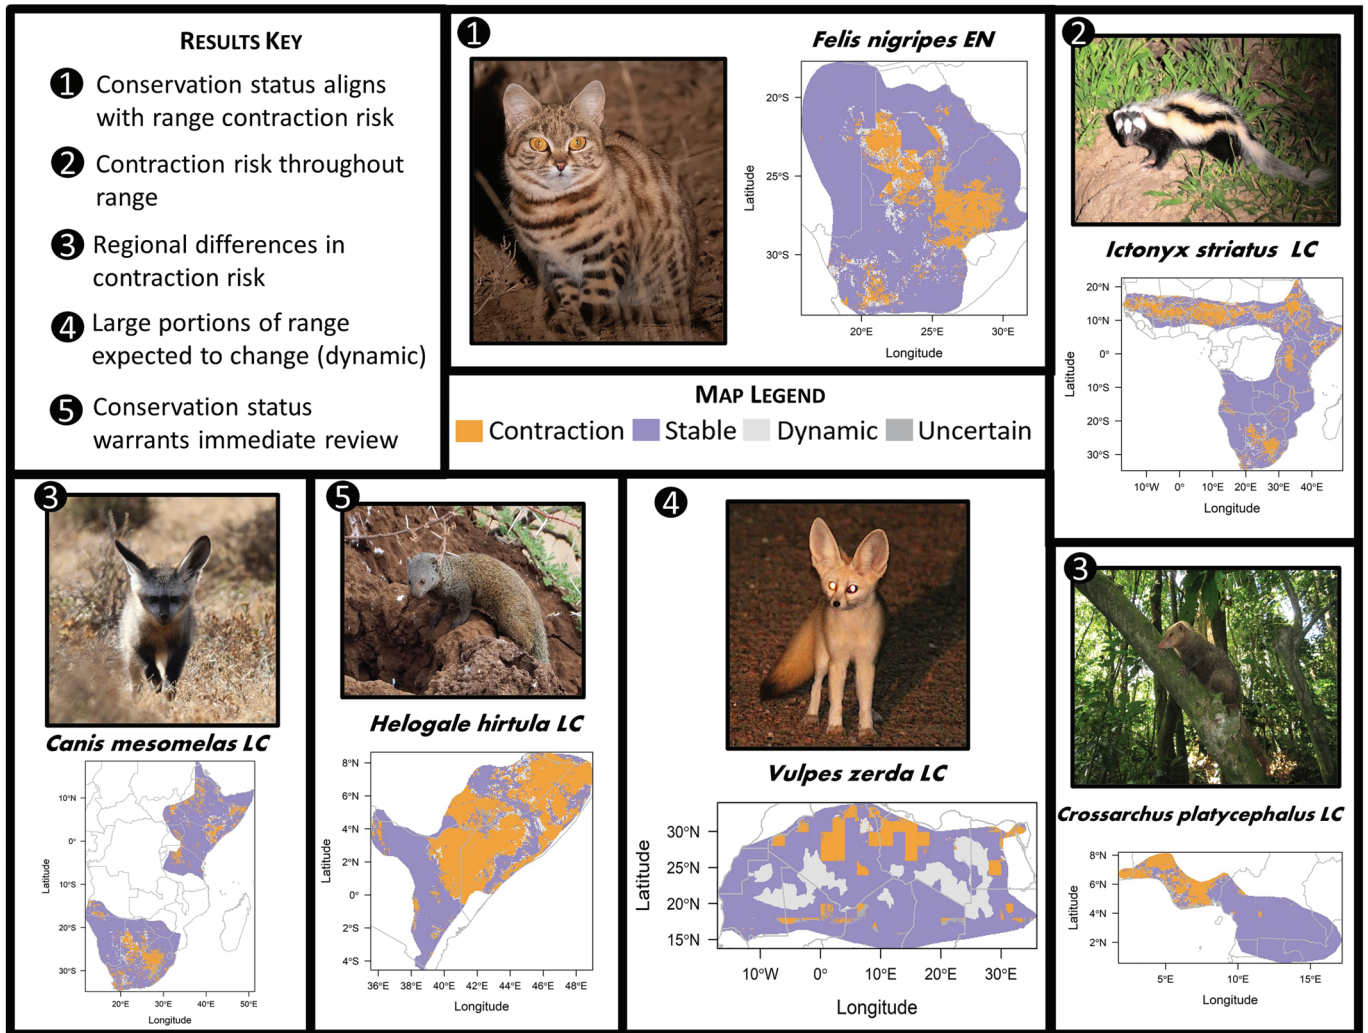 RESULTS KEY
1 Conservation status aligns
with range contraction risk
2 Contraction risk throughout
range
3 Regional differences in
contraction risk
4 Large portions of range
expected to change (dynamic)
5 Conservation status
warrants immediate review
1
Felis nigripes EN
20°S
25°S
30°S
Latitude
20°E 25°E 30°E
Longitude
MAP LEGEND
Contraction Stable Dynamic Uncertain
2
Ictonyx striatus LC
20°N
10°N
0°
10°S
20°S
30°S
Latitude
10°W 0° 10°E 20°E 30°E 40°E
Longitude
3
Canis mesomelas LC
10°N
0°
10°S
20°S
30°S
Latitude
20°E 30°E 40°E 50°E
Longitude
5
Helogale hirtula LC
8°N
6°N
4°N
2°N
0°
2°S
4°S
Latitude
36°E 38°E 40°E 42°E 44°E 46°E 48°E
Longitude
4
Vulpes zerda LC
30°N
25°N
20°N
15°N
Latitude
10°W 0° 10°E 20°E 30°E
Longitude
3
Crossarchus platycephalus LC
8°N
6°N
4°N
2°N
Latitude
5°E 10°E 15°E
Longitude